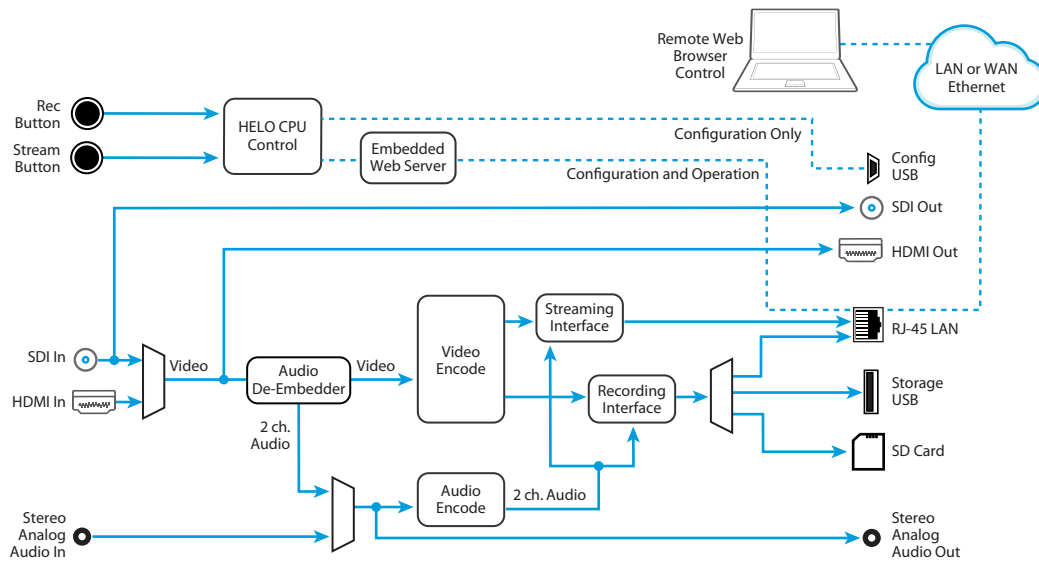 Remote Web
Browser
Control
LAN or WAN
Ethernet
Rec
Button
Stream
Button
HELO CPU
Control
Embedded
Web Server
Configuration Only
Configuration and Operation
Config
USB
SDI Out
HDMI Out
Streaming
Interface
RJ-45 LAN
SDI In
Video
Audio
De-Embedder
Video
Video
Encode
HDMI In
Recording
Interface
Storage
USB
2 ch.
Audio
SD Card
Audio
Encode
2 ch. Audio
Stereo
Analog
Audio In
Stereo
Analog
Audio Out